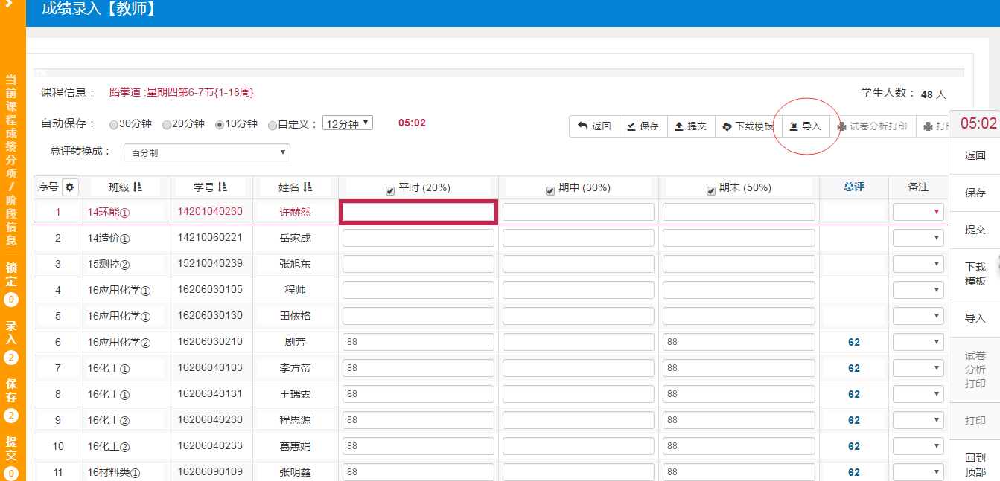 成绩录入【教师】
课程信息： 跆拳道 ;星期四第6-7节{1-18周}
学生人数： 48 人
自动保存： 30分钟 20分钟 10分钟 自定义： 12分钟 05:02
返回 保存 提交 下载模板 导入 试卷分析打印
总评转换成： 百分制
序号 班级 学号 姓名 平时 (20%) 期中 (30%) 期末 (50%) 总评 备注
1 14环能① 14201040230 许赫然
2 14造价① 14210060221 岳家成
3 15测控② 15210040239 张旭东
4 16应用化学① 16206030105 程帅
5 16应用化学① 16206030130 田依格
6 16应用化学② 16206030210 剧芳 88 88 62
7 16化工① 16206040103 李方帝 88 88 62
8 16化工① 16206040131 王瑞霖 88 88 62
9 16化工② 16206040230 程思源 88 88 62
10 16化工② 16206040233 葛惠娟 88 88 62
11 16材料类① 16206090109 张明鑫 88 88 62
当前课程成绩分项/阶段信息
锁定
0
录入
2
保存
2
提交
0
05:02
返回
保存
提交
下载
模板
导入
试卷
分析
打印
打印
回到
顶部